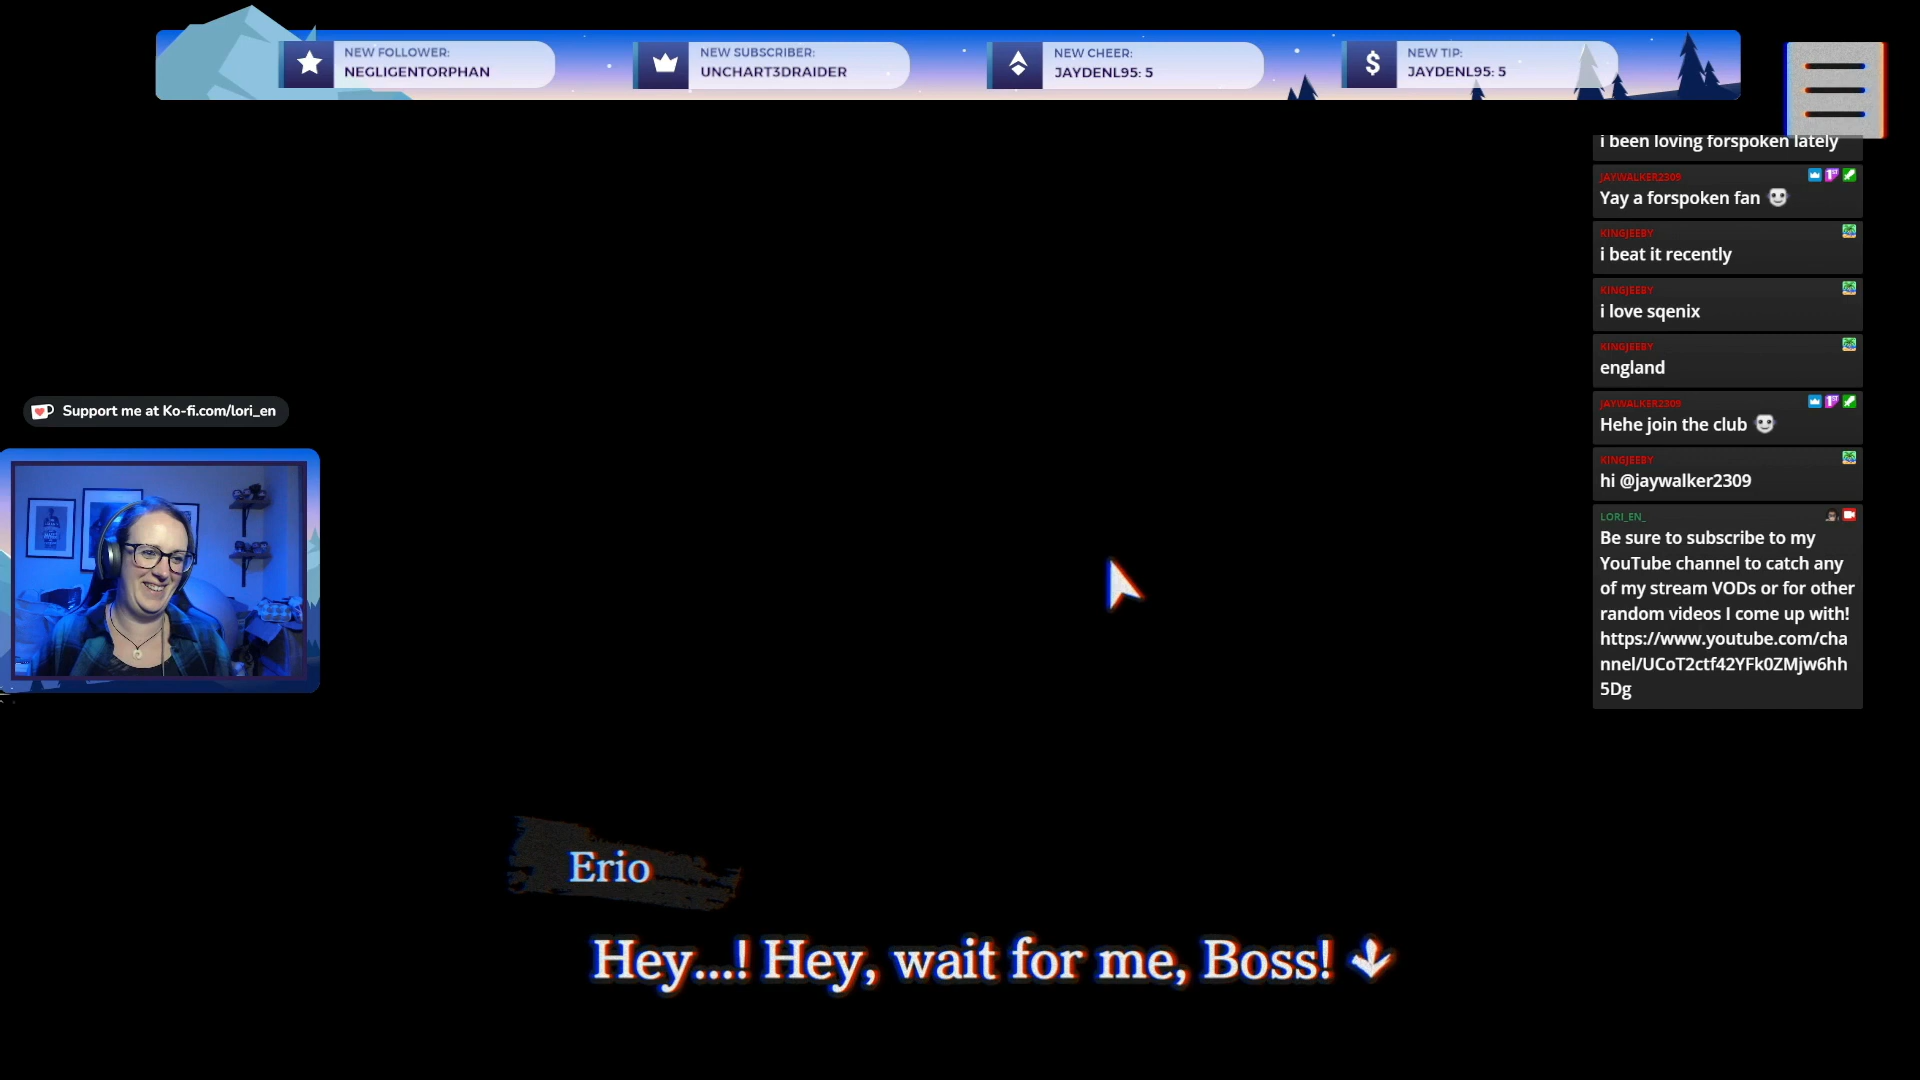 NEW FOLLOWER:
NEGLIGENTORPHAN
NEW SUBSCRIBER:
UNCHART3DRAIDER
NEW CHEER:
JAYDENL95: 5
NEW TIP:
JAYDENL95: 5
i been loving forspoken lately
JAYWALKER2309
Yay a forspoken fan
KINGJEEBY
i beat it recently
KINGJEEBY
i love sqenix
KINGJEEBY
england
JAYWALKER2309
Hehe join the club
KINGJEEBY
hi @jaywalker2309
LORI_EN_
Be sure to subscribe to my
YouTube channel to catch any
of my stream VODs or for other
random videos I come up with!
https://www.youtube.com/cha
nnel/UCoT2ctf42YFk0ZMjw6hh
5Dg
Support me at Ko-fi.com/lori_en
Erio
Hey...! Hey, wait for me, Boss!